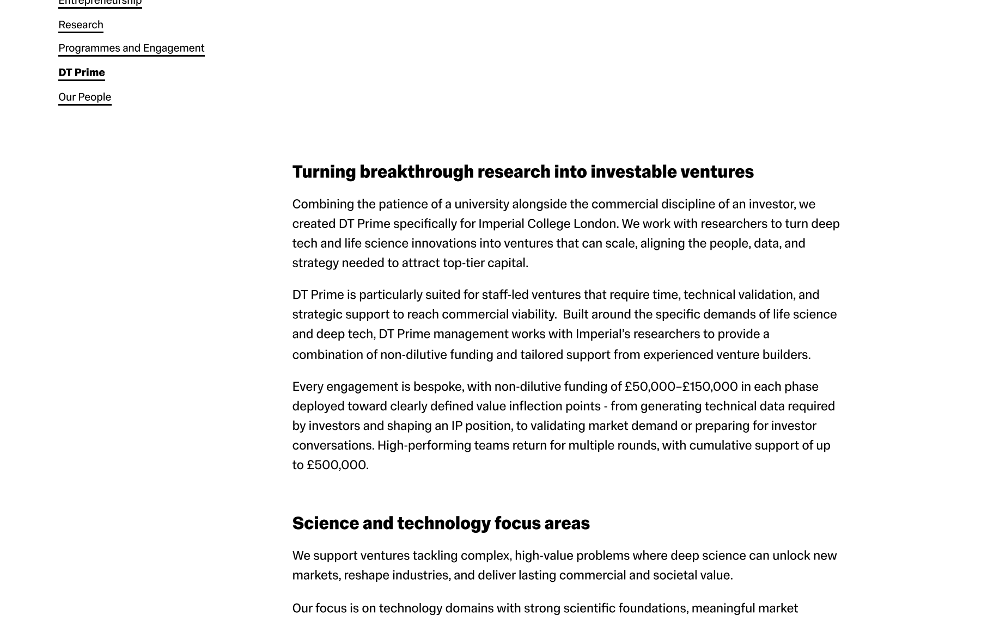 Entrepreneurship
Research
Programmes and Engagement
DT Prime
Our People
Turning breakthrough research into investable ventures
Combining the patience of a university alongside the commercial discipline of an investor, we
created DT Prime specifically for Imperial College London. We work with researchers to turn deep
tech and life science innovations into ventures that can scale, aligning the people, data, and
strategy needed to attract top-tier capital.
DT Prime is particularly suited for staff-led ventures that require time, technical validation, and
strategic support to reach commercial viability.  Built around the specific demands of life science
and deep tech, DT Prime management works with Imperial’s researchers to provide a
combination of non-dilutive funding and tailored support from experienced venture builders.
Every engagement is bespoke, with non-dilutive funding of £50,000–£150,000 in each phase
deployed toward clearly defined value inflection points - from generating technical data required
by investors and shaping an IP position, to validating market demand or preparing for investor
conversations. High-performing teams return for multiple rounds, with cumulative support of up
to £500,000.
Science and technology focus areas
We support ventures tackling complex, high-value problems where deep science can unlock new
markets, reshape industries, and deliver lasting commercial and societal value.
Our focus is on technology domains with strong scientific foundations, meaningful market